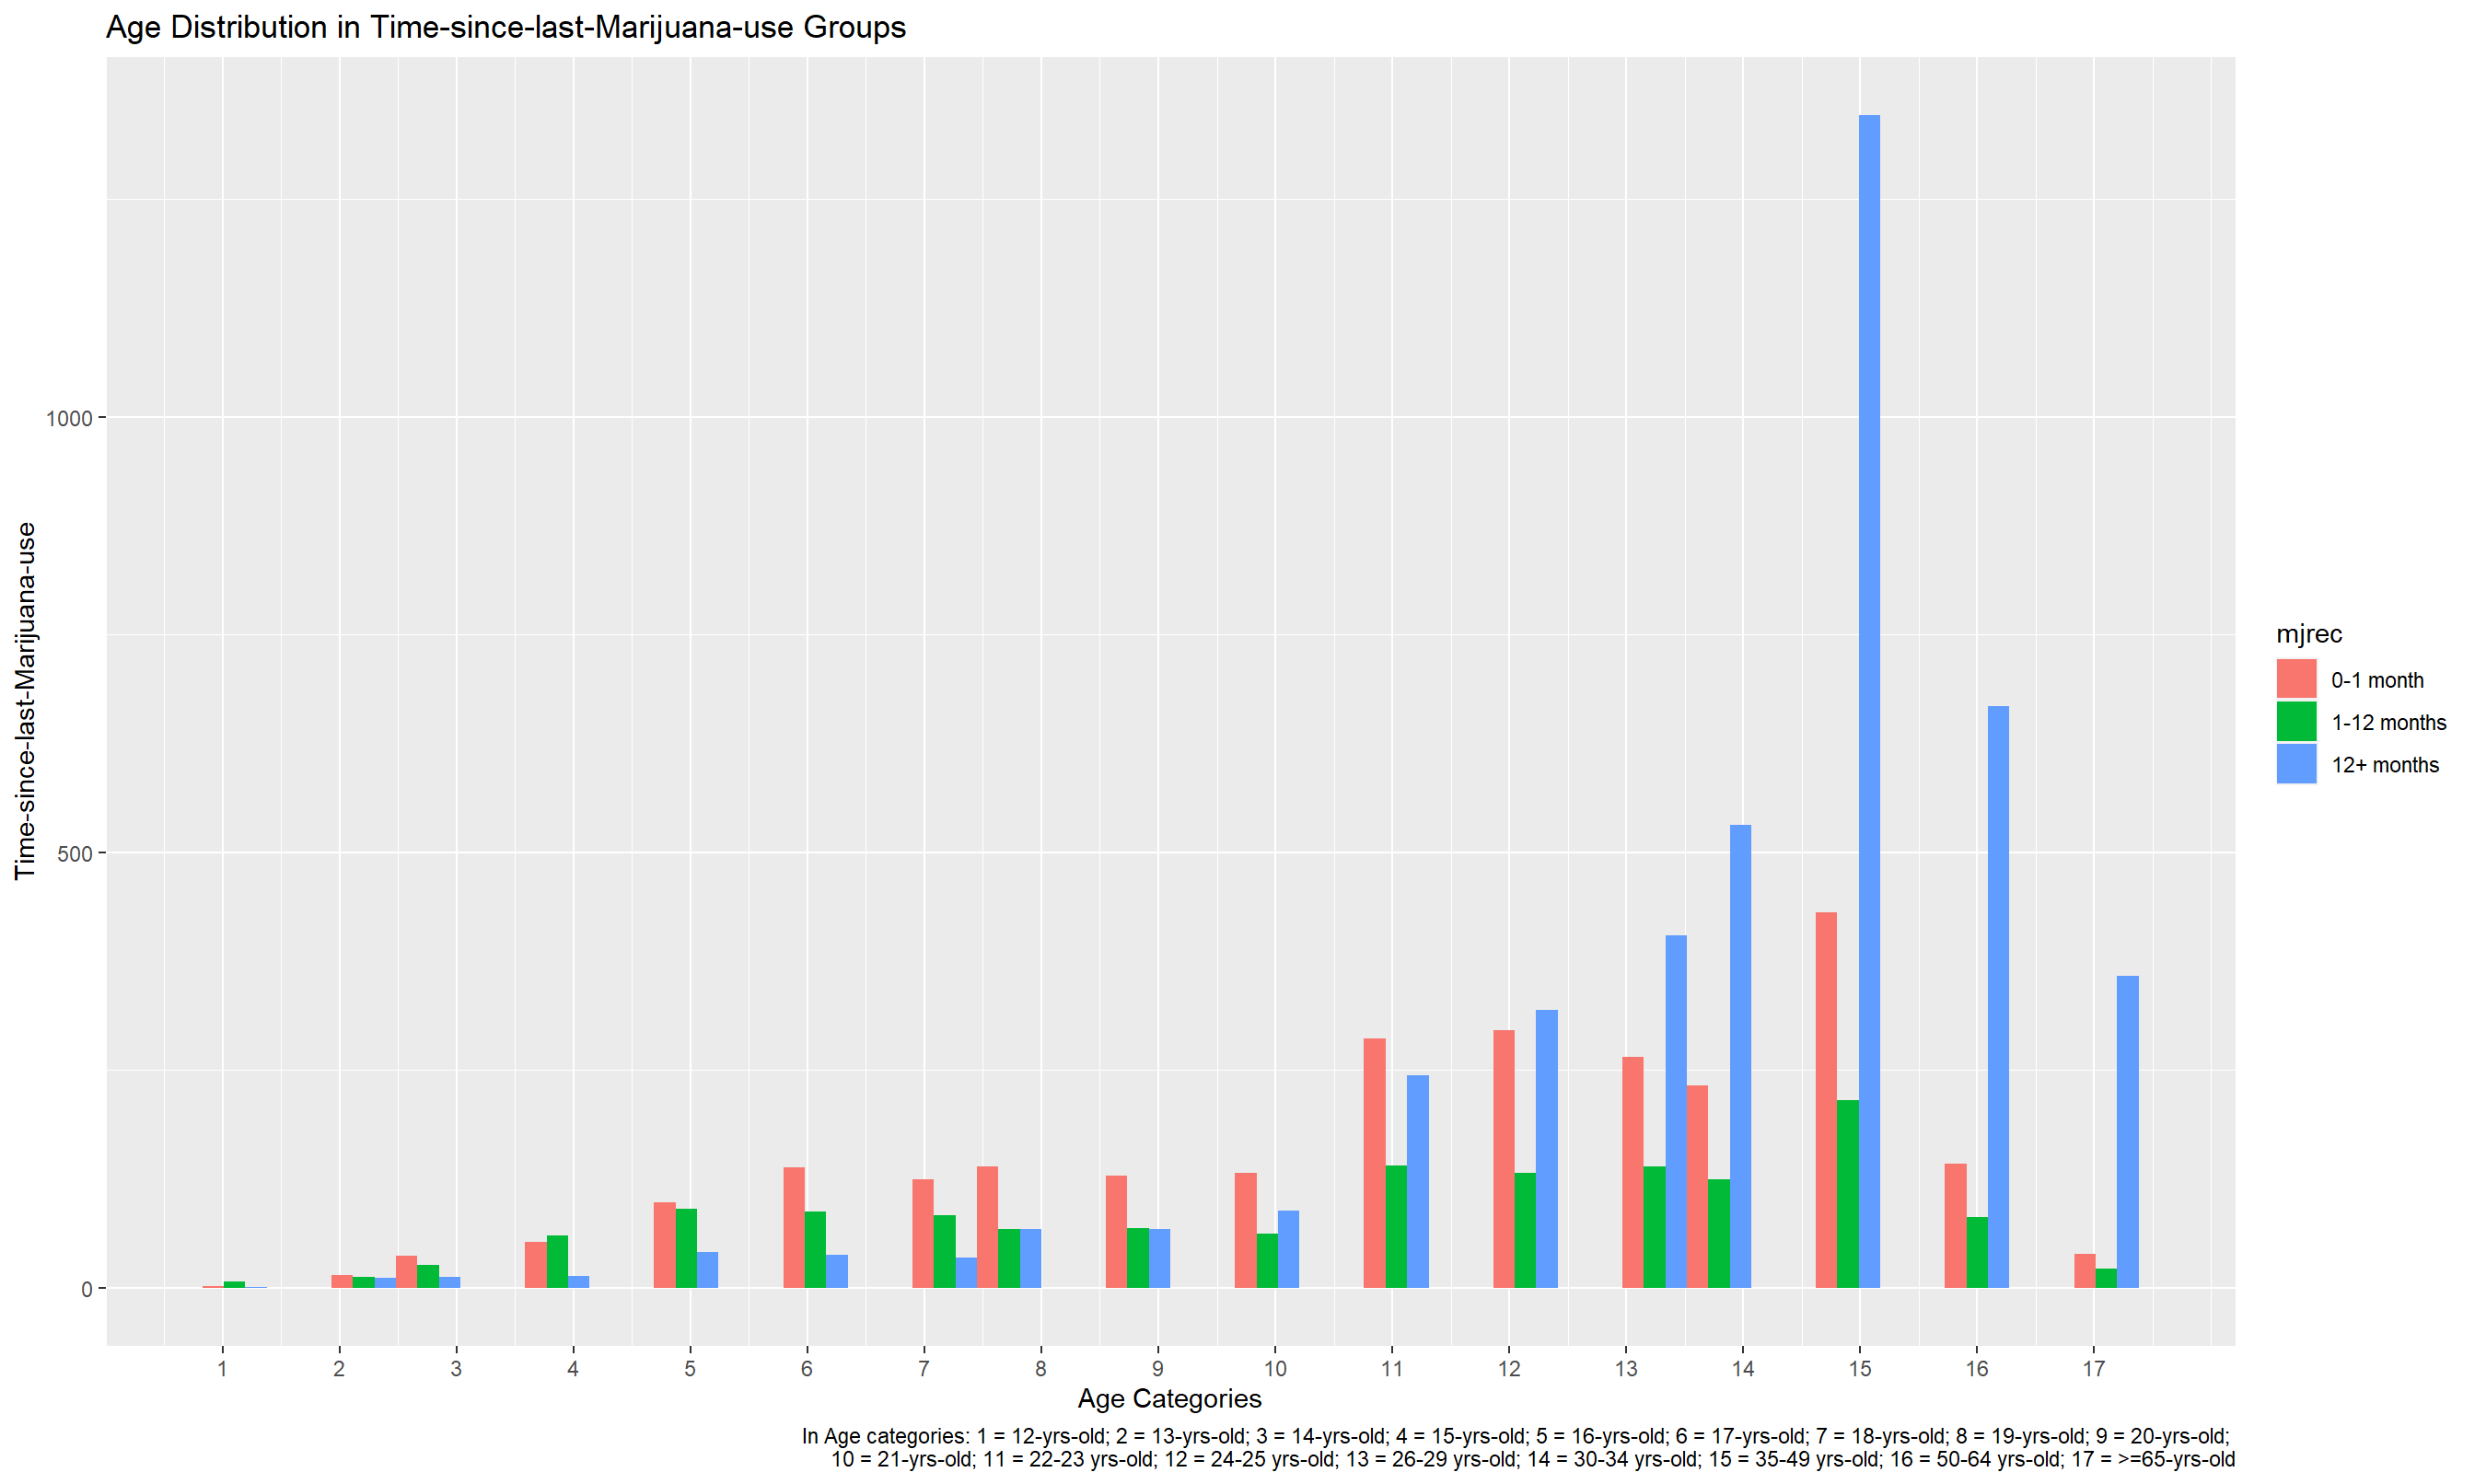 Age Distribution in Time-since-last-Marijuana-use Groups
Time-since-last-Marijuana-use
1000
500
0
1 2 3 4 5 6 7 8 9 10 11 12 13 14 15 16 17
Age Categories
mjrec
0-1 month
1-12 months
12+ months
In Age categories: 1 = 12-yrs-old; 2 = 13-yrs-old; 3 = 14-yrs-old; 4 = 15-yrs-old; 5 = 16-yrs-old; 6 = 17-yrs-old; 7 = 18-yrs-old; 8 = 19-yrs-old; 9 = 20-yrs-old;
10 = 21-yrs-old; 11 = 22-23 yrs-old; 12 = 24-25 yrs-old; 13 = 26-29 yrs-old; 14 = 30-34 yrs-old; 15 = 35-49 yrs-old; 16 = 50-64 yrs-old; 17 = >=65-yrs-old